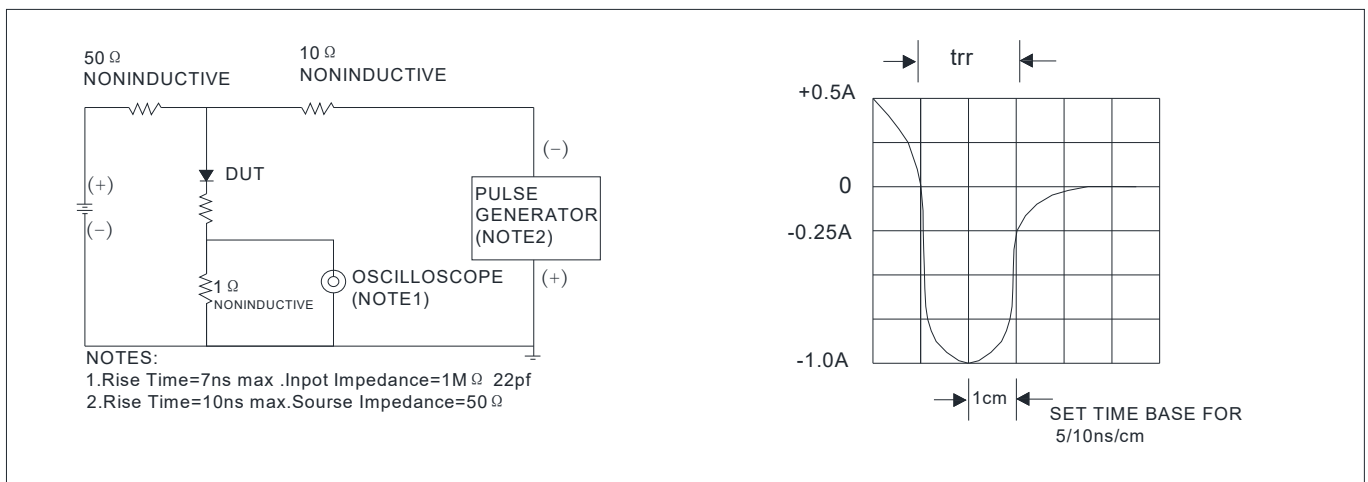 50 Ω
NONINDUCTIVE
10 Ω
NONINDUCTIVE
(+)
(−)
DUT
1 Ω
NONINDUCTIVE
OSCILLOSCOPE
(NOTE1)
(−)
PULSE
GENERATOR
(NOTE2)
(+)
NOTES:
1.Rise Time=7ns max .Inpot Impedance=1M Ω 22pf
2.Rise Time=10ns max.Sourse Impedance=50 Ω
trr
+0.5A
0
-0.25A
-1.0A
1cm
SET TIME BASE FOR
5/10ns/cm